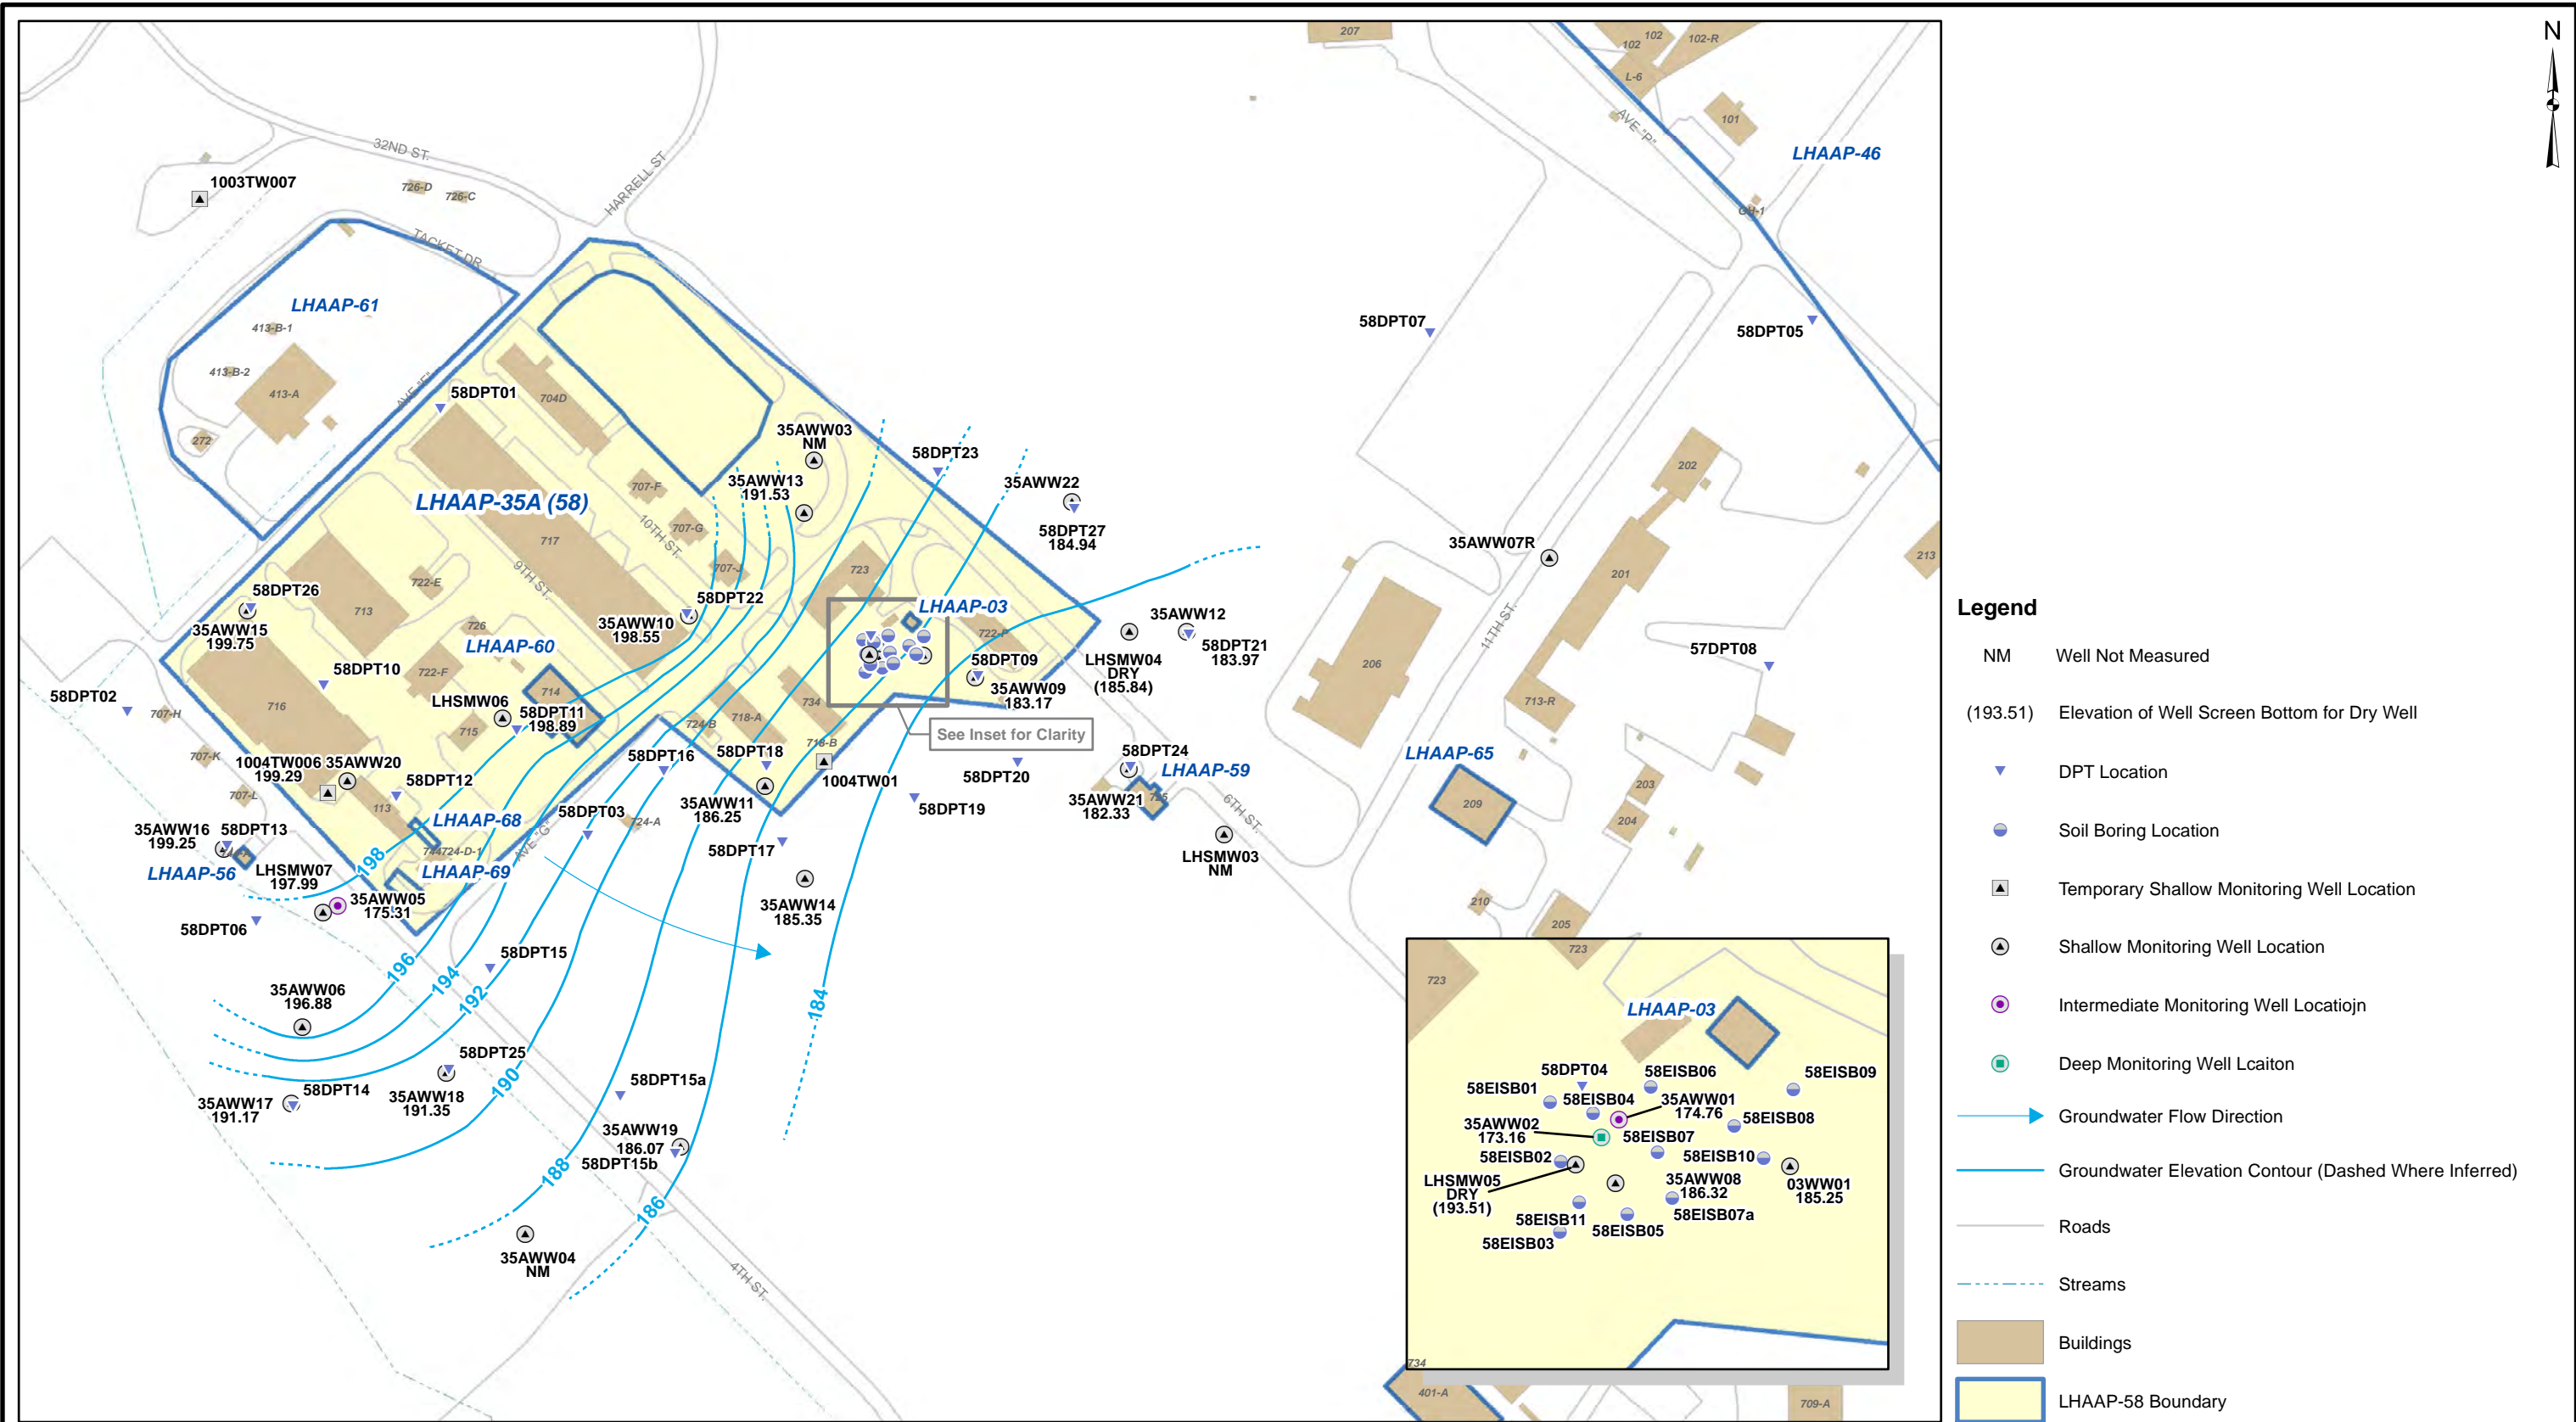 207
102
102
102-R
L-6
101
AVE "P"
LHAAP-46
GH-1
N
32ND ST.
HARRELL ST
726-D
726-C
1003TW007
TACKET DR
LHAAP-61
413-B-1
413-B-2
413-A
272
AVE "E"
58DPT01
704D
58DPT07
58DPT05
35AWW03
NM
58DPT23
35AWW13
191.53
35AWW22
58DPT27
184.94
LHAAP-35A (58)
707-F
707-G
10TH ST.
717
707-J
9TH ST.
723
202
35AWW07R
201
213
58DPT26
35AWW15
199.75
713
722-E
726
58DPT22
35AWW10
198.55
LHAAP-03
722-P
35AWW12
58DPT21
183.97
LHSMW04
DRY
(185.84)
206
11TH ST.
57DPT08
LHAAP-60
58DPT10
722-F
714
58DPT09
35AWW09
183.17
58DPT02
707-H
716
LHSMW06
58DPT11
198.89
715
724-B
718-A
734
713-R
See Inset for Clarity
718-B
707-K
1004TW006
199.29
35AWW20
58DPT12
58DPT16
58DPT18
1004TW01
58DPT20
58DPT24
LHAAP-59
LHAAP-65
35AWW21
182.33
725
6TH ST.
209
203
204
707-L
113
35AWW11
186.25
58DPT19
58DPT03
724-A
LHAAP-68
35AWW16
199.25
58DPT13
AVE "G"
LHAAP-56
LHSMW07
197.99
198
LHAAP-69
58DPT17
LHSMW03
NM
35AWW05
175.31
35AWW14
185.35
210
205
58DPT06
58DPT15
196
194
192
184
35AWW06
196.88
58DPT25
58DPT14
35AWW17
191.17
35AWW18
191.35
190
58DPT15a
35AWW19
186.07
58DPT15b
188
186
35AWW04
NM
4TH ST.
723
723
LHAAP-03
58DPT04
58EISB01
58EISB04
58EISB06
58EISB09
35AWW01
174.76
58EISB08
35AWW02
173.16
58EISB07
58EISB02
58EISB10
LHSMW05
DRY
(193.51)
35AWW08
186.32
03WW01
185.25
58EISB11
58EISB05
58EISB07a
58EISB03
734
401-A
709-A
Legend
NM Well Not Measured
(193.51) Elevation of Well Screen Bottom for Dry Well
DPT Location
Soil Boring Location
Temporary Shallow Monitoring Well Location
Shallow Monitoring Well Location
Intermediate Monitoring Well Locatiojn
Deep Monitoring Well Lcaiton
Groundwater Flow Direction
Groundwater Elevation Contour (Dashed Where Inferred)
Roads
Streams
Buildings
LHAAP-58 Boundary